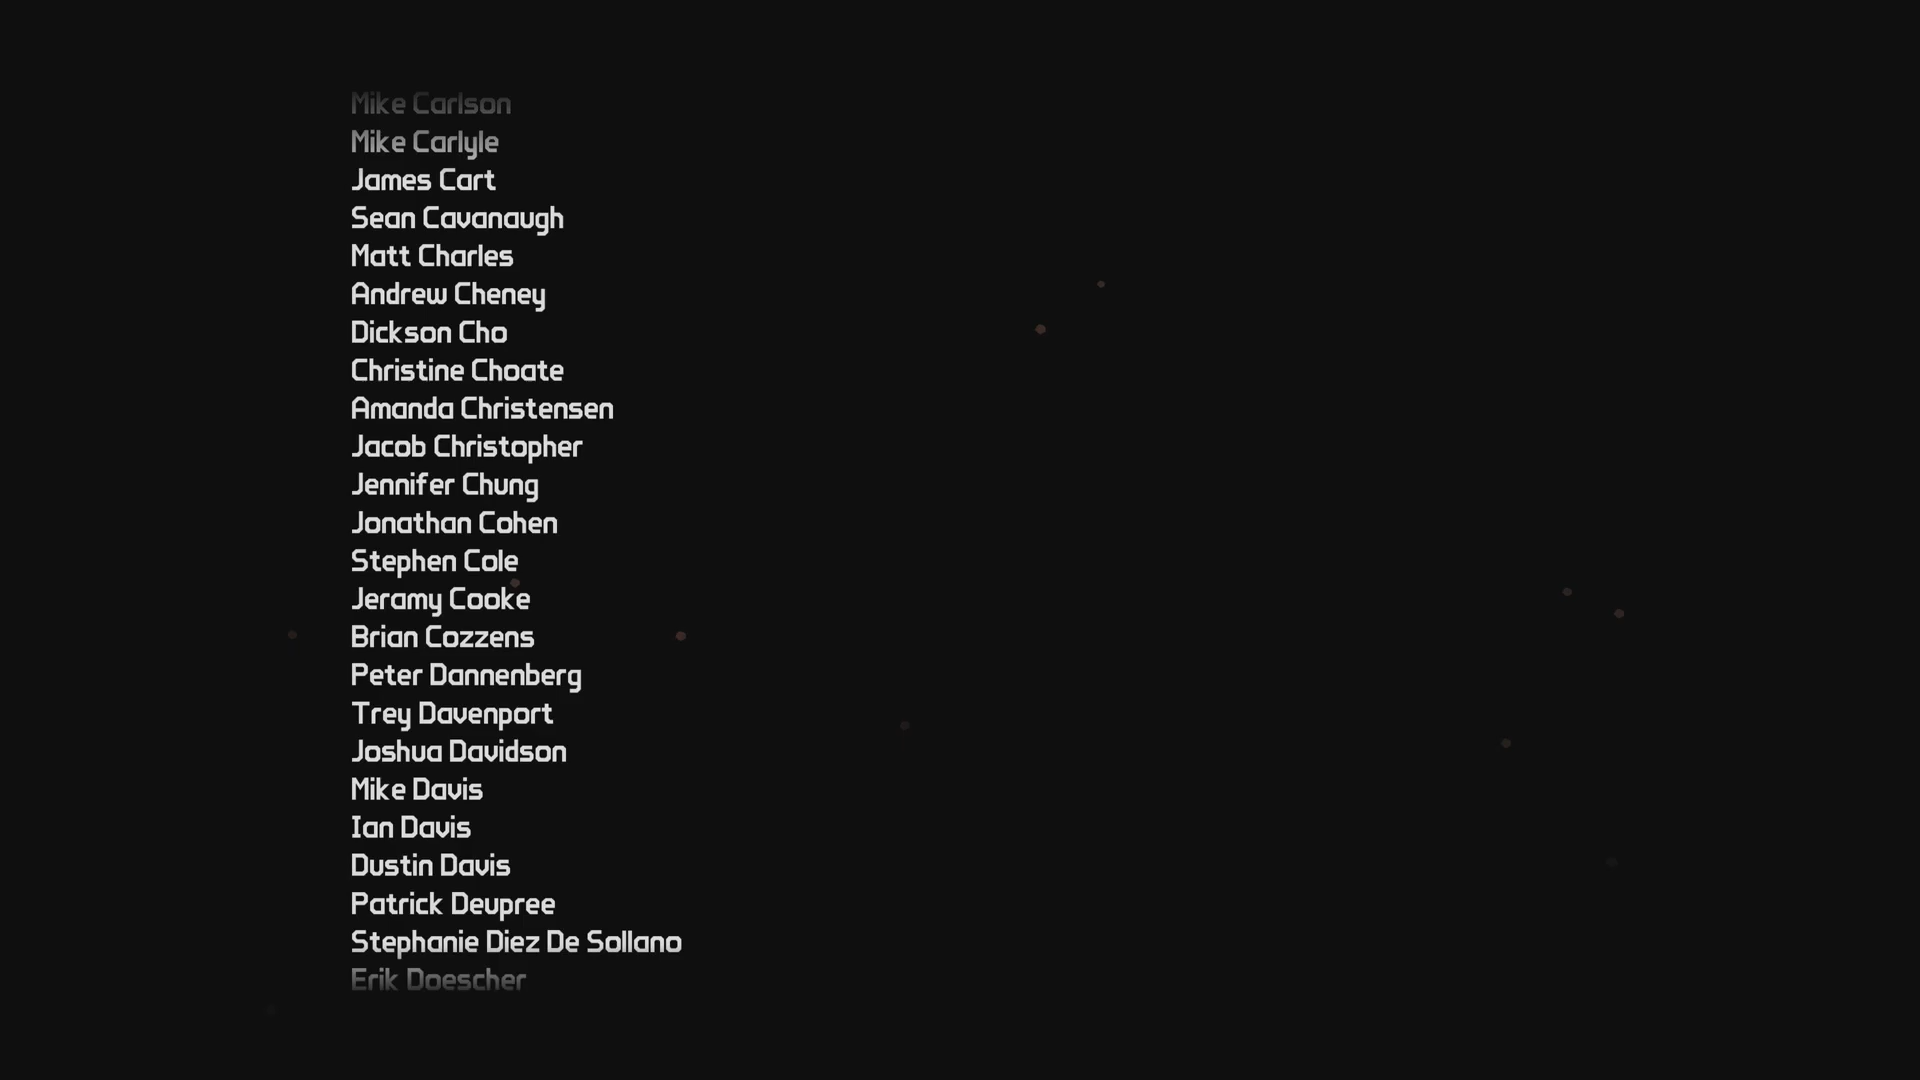 Mike Carlson
Mike Carlyle
James Cart
Sean Cavanaugh
Matt Charles
Andrew Cheney
Dickson Cho
Christine Choate
Amanda Christensen
Jacob Christopher
Jennifer Chung
Jonathan Cohen
Stephen Cole
Jeramy Cooke
Brian Cozzens
Peter Dannenberg
Trey Davenport
Joshua Davidson
Mike Davis
Ian Davis
Dustin Davis
Patrick Deupree
Stephanie Diez De Sollano
Erik Doescher